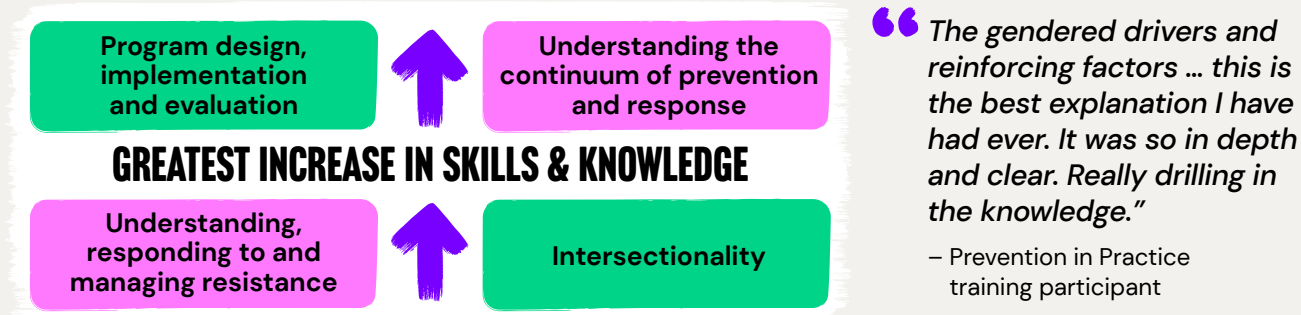 Program design,
implementation
and evaluation
Understanding the
continuum of prevention
and response
GREATEST INCREASE IN SKILLS & KNOWLEDGE
Understanding,
responding to and
managing resistance
Intersectionality
“ The gendered drivers and
reinforcing factors ... this is
the best explanation I have
had ever. It was so in depth
and clear. Really drilling in
the knowledge.”
– Prevention in Practice
training participant